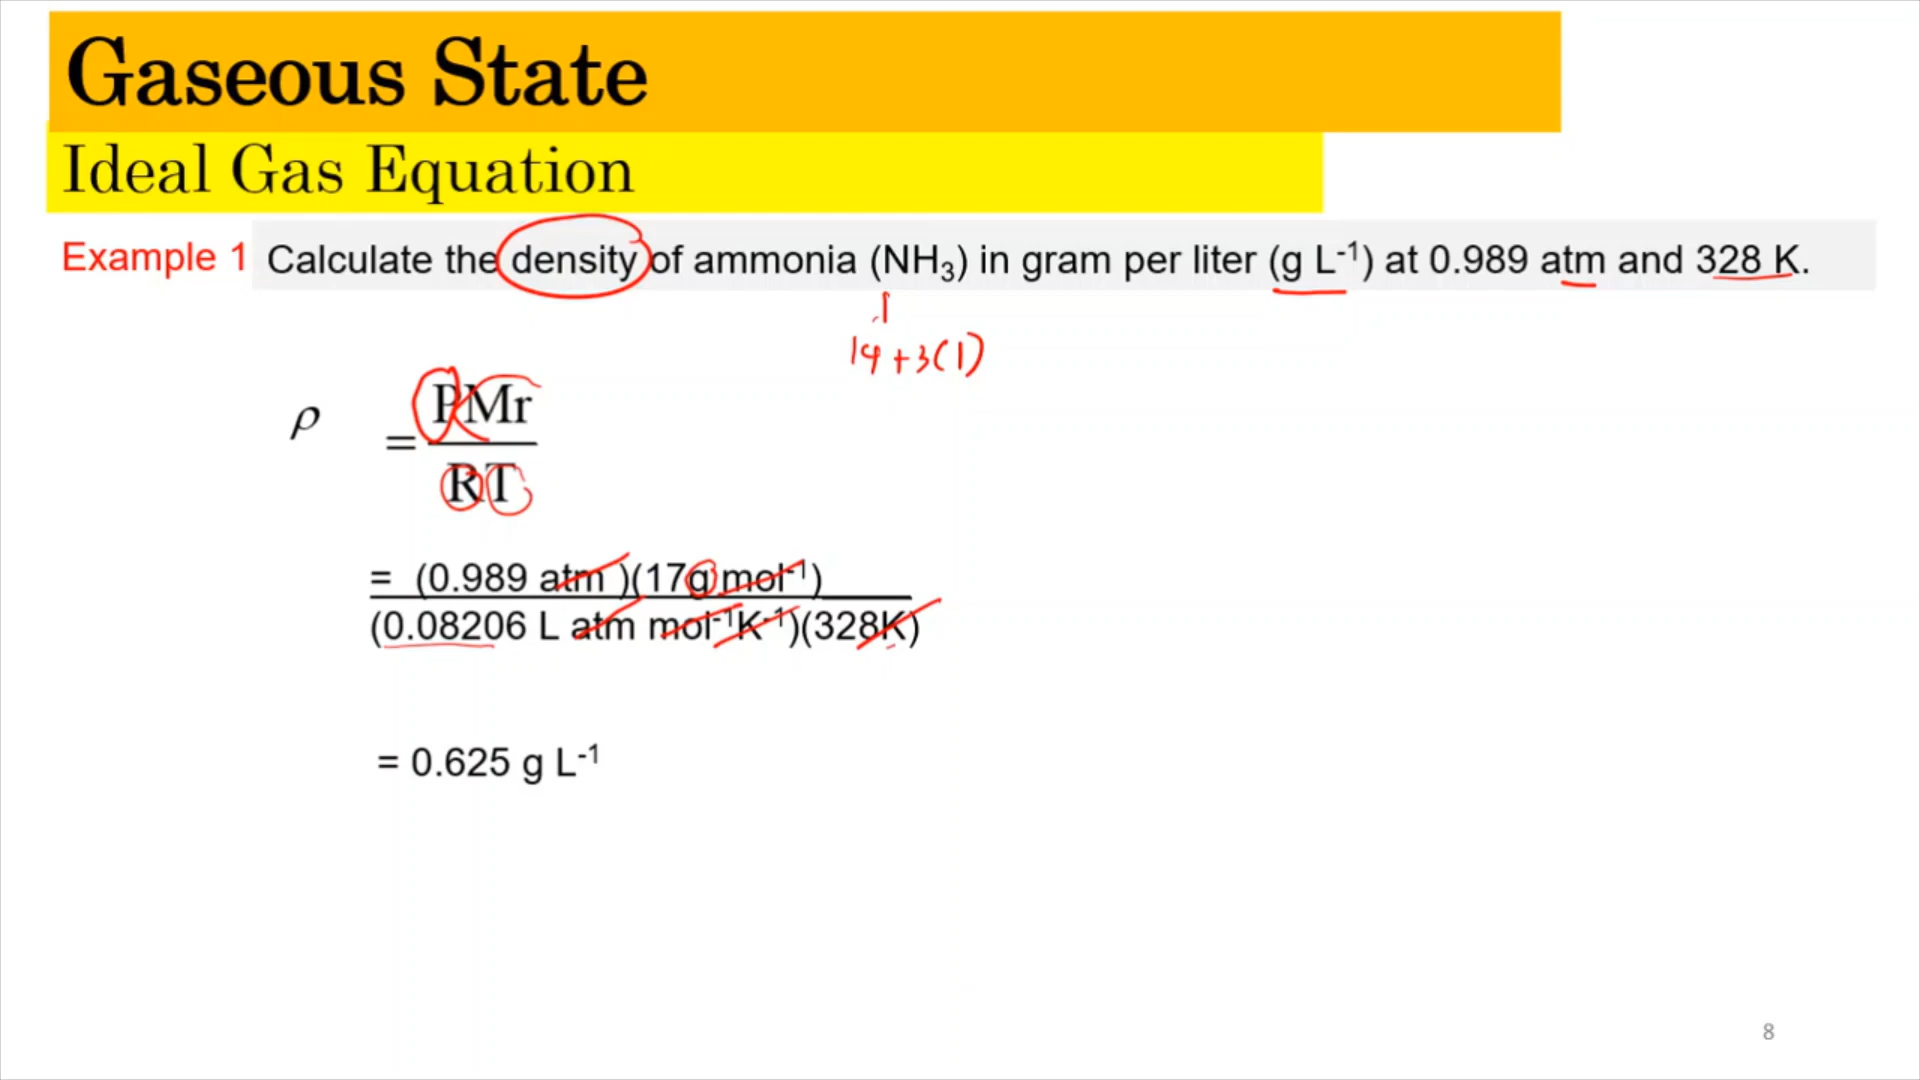 Gaseous State
Ideal Gas Equation
Example 1 Calculate the density of ammonia (NH₃) in gram per liter (g L⁻¹) at 0.989 atm and 328 K.
14 + 3(1)
ρ = PMr
RT
= (0.989 atm )(17g mol⁻¹)
(0.08206 L atm mol⁻¹K⁻¹)(328K)
= 0.625 g L⁻¹
8